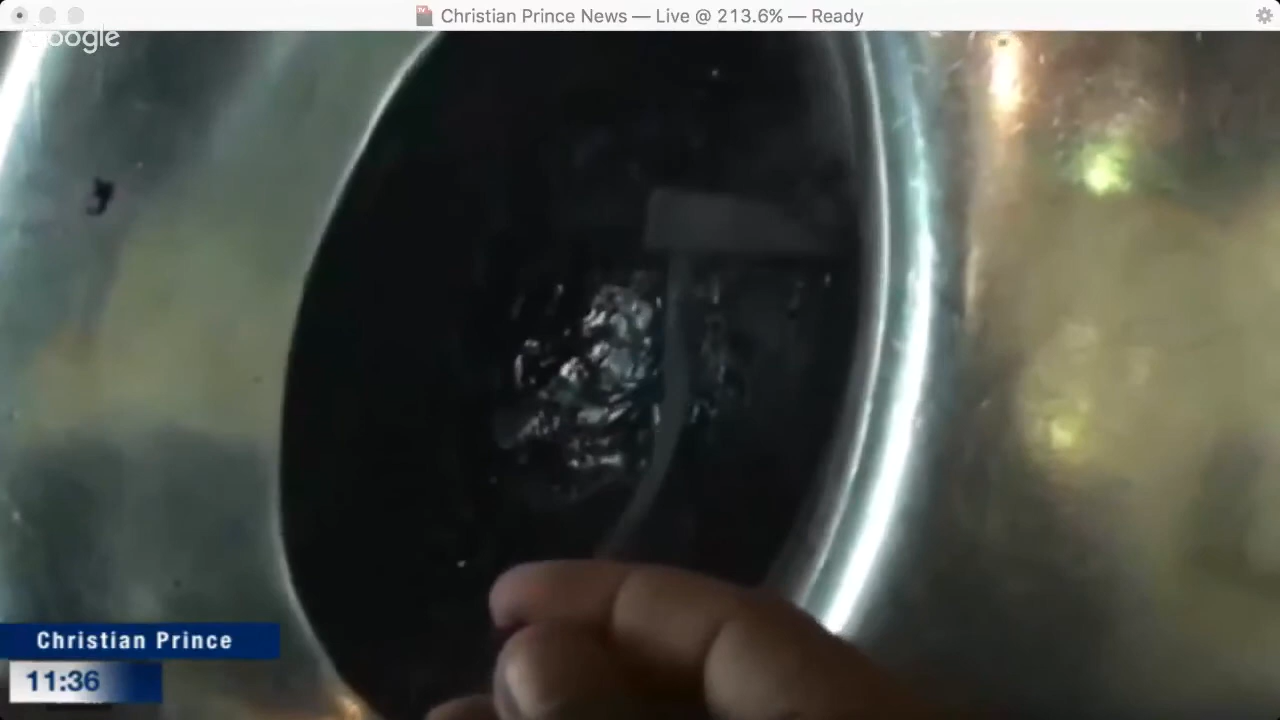 Christian Prince News — Live @ 213.6% — Ready
Google
Christian Prince
11:36